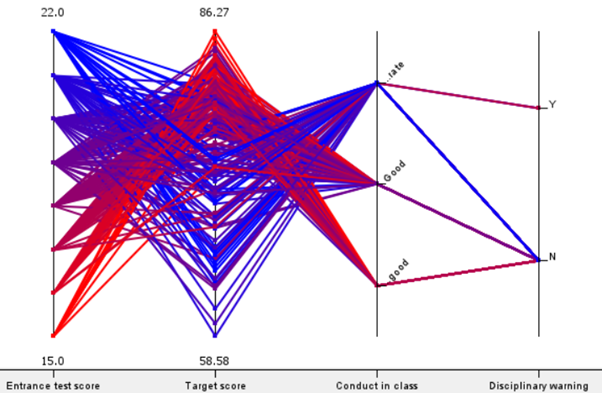 22.0 86.27
...rate
Y
Good
N
...good
15.0 58.58
Entrance test score Target score Conduct in class Disciplinary warning